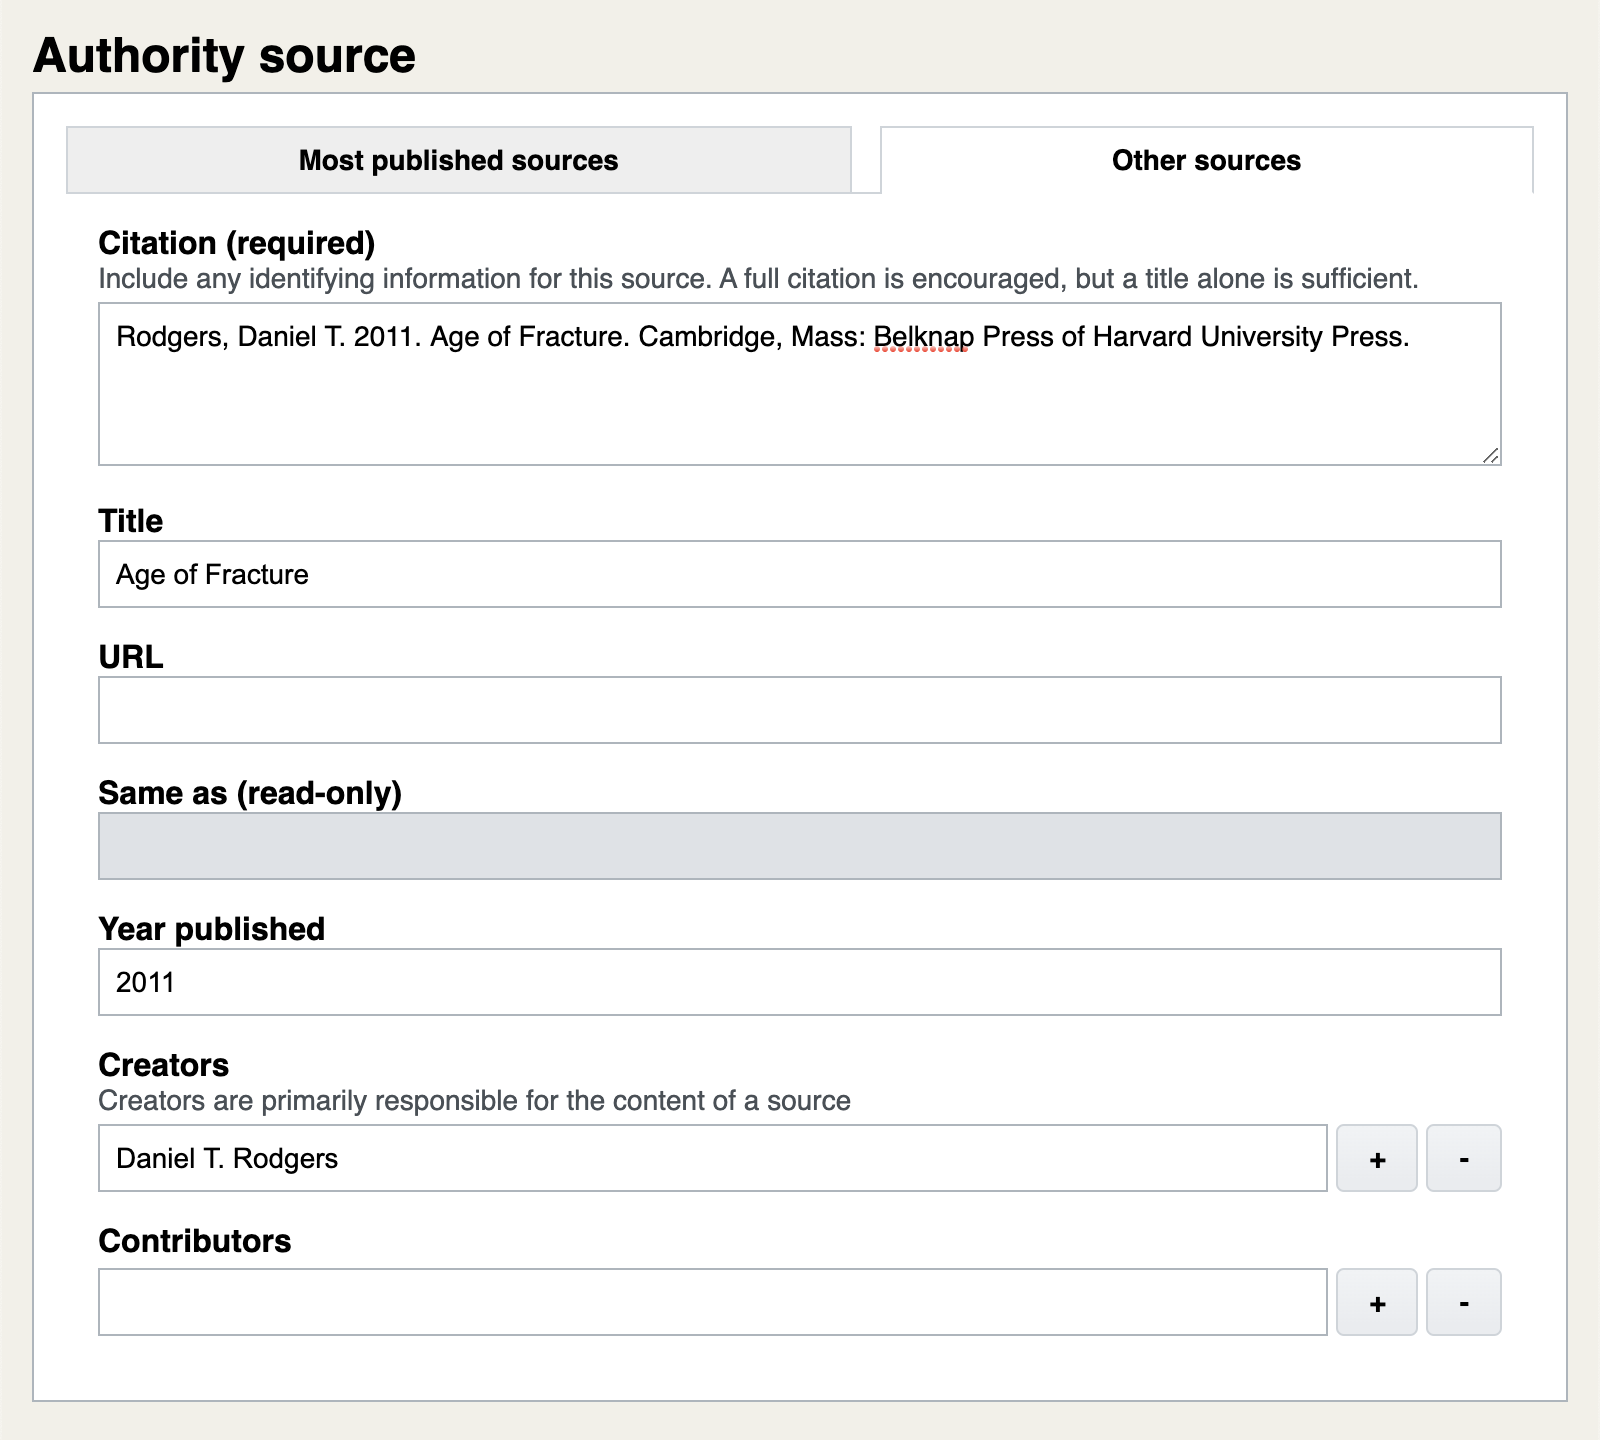 Authority source
Most published sources
Other sources
Citation (required)
Include any identifying information for this source. A full citation is encouraged, but a title alone is sufficient.
Rodgers, Daniel T. 2011. Age of Fracture. Cambridge, Mass: Belknap Press of Harvard University Press.
Title
Age of Fracture
URL
Same as (read-only)
Year published
2011
Creators
Creators are primarily responsible for the content of a source
Daniel T. Rodgers
+
-
Contributors
+
-